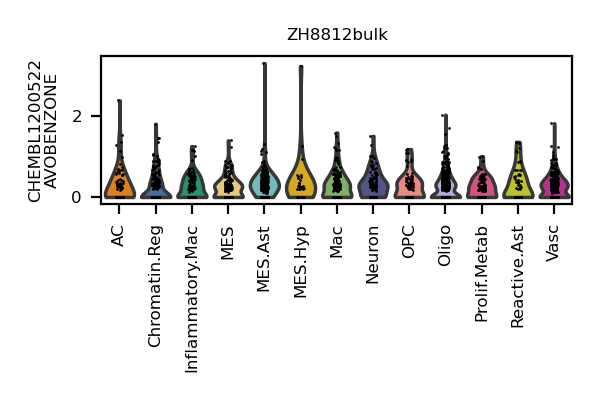 ZH8812bulk
CHEMBL1200522
AVOBENZONE
2
0
AC
Chromatin.Reg
Inflammatory.Mac
MES
MES.Ast
MES.Hyp
Mac
Neuron
OPC
Oligo
Prolif.Metab
Reactive.Ast
Vasc